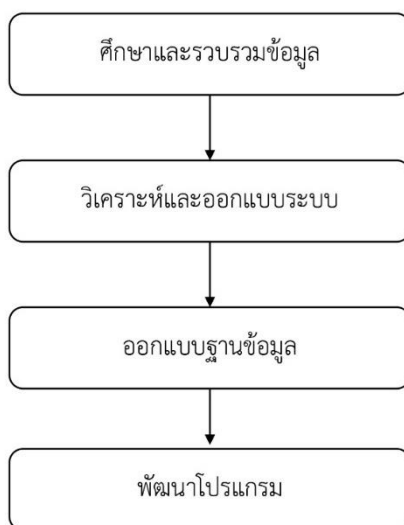 ศึกษาและรวบรวมข้อมูล
วิเคราะห์และออกแบบระบบ
ออกแบบฐานข้อมูล
พัฒนาโปรแกรม